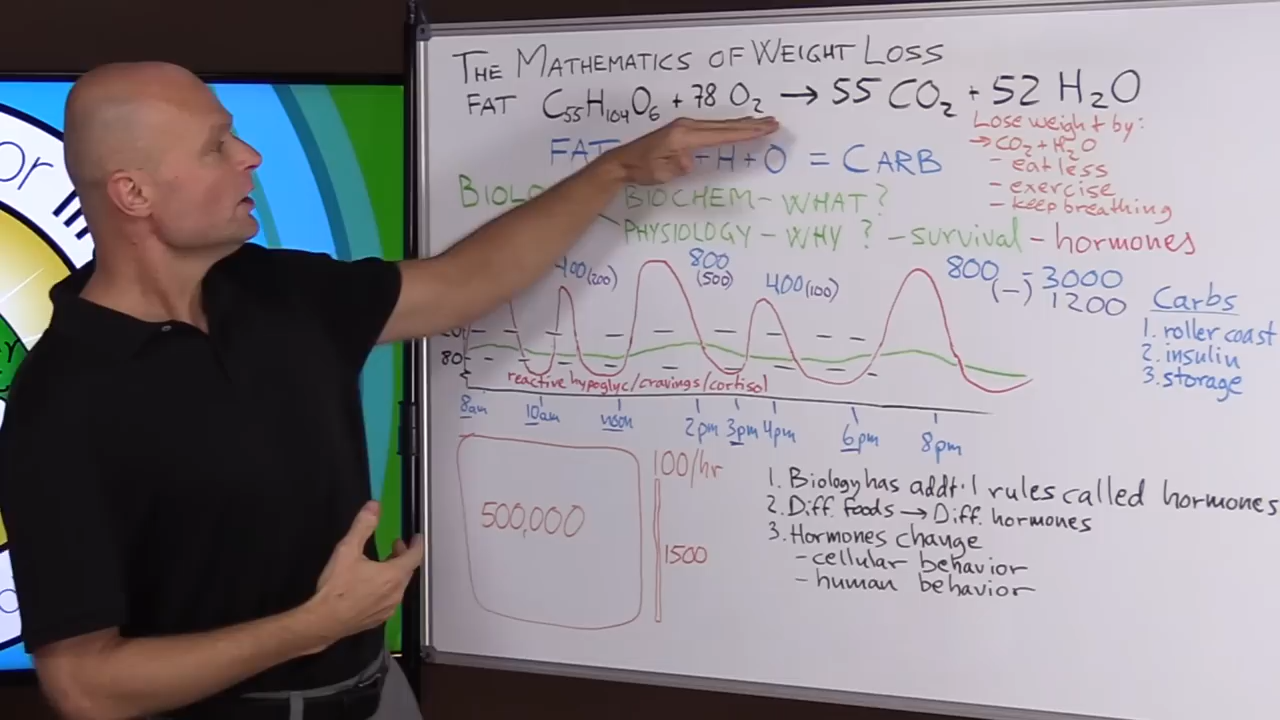 THE MATHEMATICS OF WEIGHT LOSS
FAT C55H104O6 + 78 O2 → 55 CO2 + 52 H2O
Lose weight by:
→ CO2 + H2O
- eat less
- exercise
- keep breathing
FAT + H + O = CARB
BIOCHEM - WHAT?
PHYSIOLOGY - WHY? - survival - hormones
400 (200) 800 (500) 400 (100) 800 - 3000
(-) 1200
Carbs
1. roller coast
2. insulin
3. storage
80
reactive hypoglyc/cravings/cortisol
8am 10am noon 2pm 3pm 4pm 6pm 8pm
500,000
100/hr
1500
1. Biology has addt'l rules called hormones
2. Diff. foods → Diff. hormones
3. Hormones change
- cellular behavior
- human behavior
or